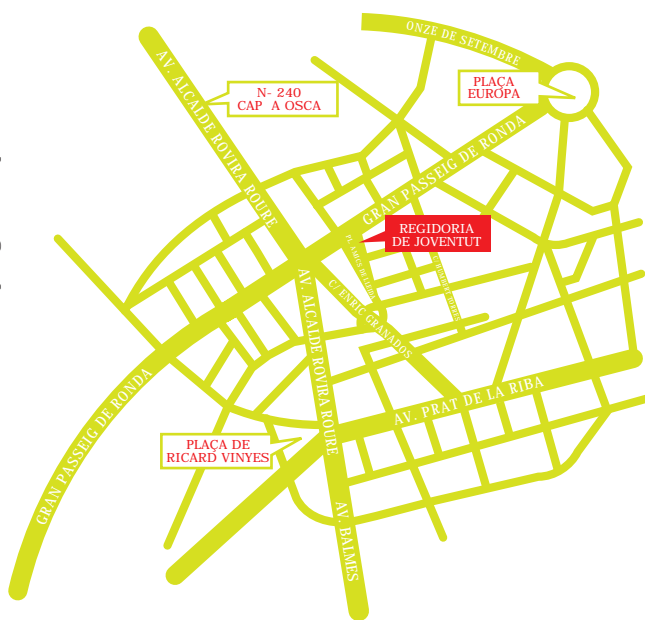 ONZE DE SETEMBRE
PLAÇA
EUROPA
AV. ALCALDE ROVIRA ROURE
N- 240
CAP A OSCA
GRAN PASSEIG DE RONDA
REGIDORIA
DE JOVENTUT
AV. ALCALDE ROVIRA ROURE
C/ ENRIC GRANADOS
GRAN PASSEIG DE RONDA
AV. PRAT DE LA RIBA
PLAÇA DE
RICARD VINYES
AV. BALMES